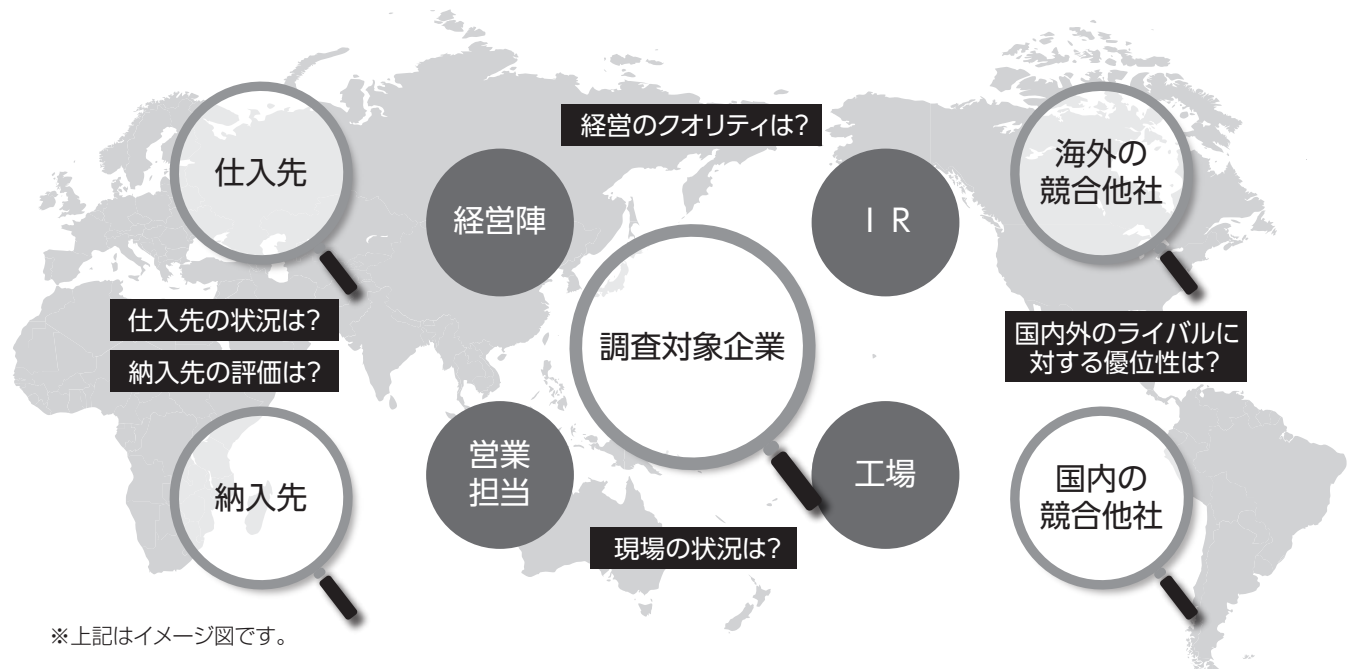 経営のクオリティは?
仕入先
経営陣
I R
海外の
競合他社
仕入先の状況は?
納入先の評価は?
調査対象企業
国内外のライバルに
対する優位性は?
納入先
営業
担当
工場
国内の
競合他社
現場の状況は?
※上記はイメージ図です。